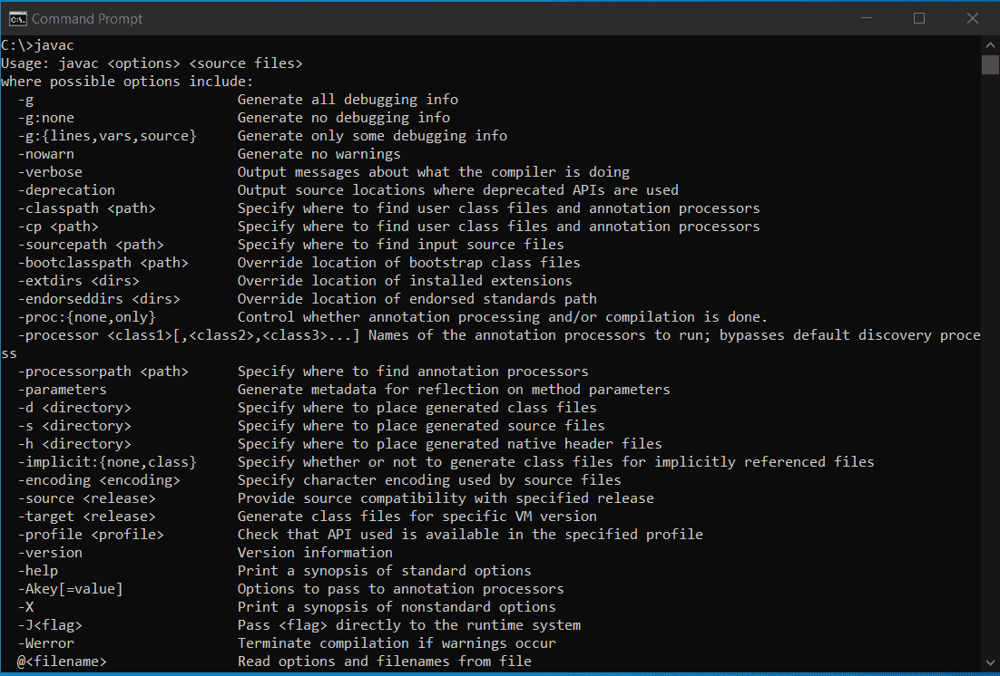 Command Prompt
C:\>javac
Usage: javac <options> <source files>
where possible options include:
  -g                         Generate all debugging info
  -g:none                    Generate no debugging info
  -g:{lines,vars,source}     Generate only some debugging info
  -nowarn                    Generate no warnings
  -verbose                   Output messages about what the compiler is doing
  -deprecation               Output source locations where deprecated APIs are used
  -classpath <path>          Specify where to find user class files and annotation processors
  -cp <path>                 Specify where to find user class files and annotation processors
  -sourcepath <path>         Specify where to find input source files
  -bootclasspath <path>      Override location of bootstrap class files
  -extdirs <dirs>            Override location of installed extensions
  -endorseddirs <dirs>       Override location of endorsed standards path
  -proc:{none,only}          Control whether annotation processing and/or compilation is done.
  -processor <class1>[,<class2>,<class3>...] Names of the annotation processors to run; bypasses default discovery proce
ss
  -processorpath <path>      Specify where to find annotation processors
  -parameters                Generate metadata for reflection on method parameters
  -d <directory>             Specify where to place generated class files
  -s <directory>             Specify where to place generated source files
  -h <directory>             Specify where to place generated native header files
  -implicit:{none,class}     Specify whether or not to generate class files for implicitly referenced files
  -encoding <encoding>       Specify character encoding used by source files
  -source <release>          Provide source compatibility with specified release
  -target <release>          Generate class files for specific VM version
  -profile <profile>         Check that API used is available in the specified profile
  -version                   Version information
  -help                      Print a synopsis of standard options
  -Akey[=value]              Options to pass to annotation processors
  -X                         Print a synopsis of nonstandard options
  -J<flag>                   Pass <flag> directly to the runtime system
  -Werror                    Terminate compilation if warnings occur
  @<filename>                Read options and filenames from file